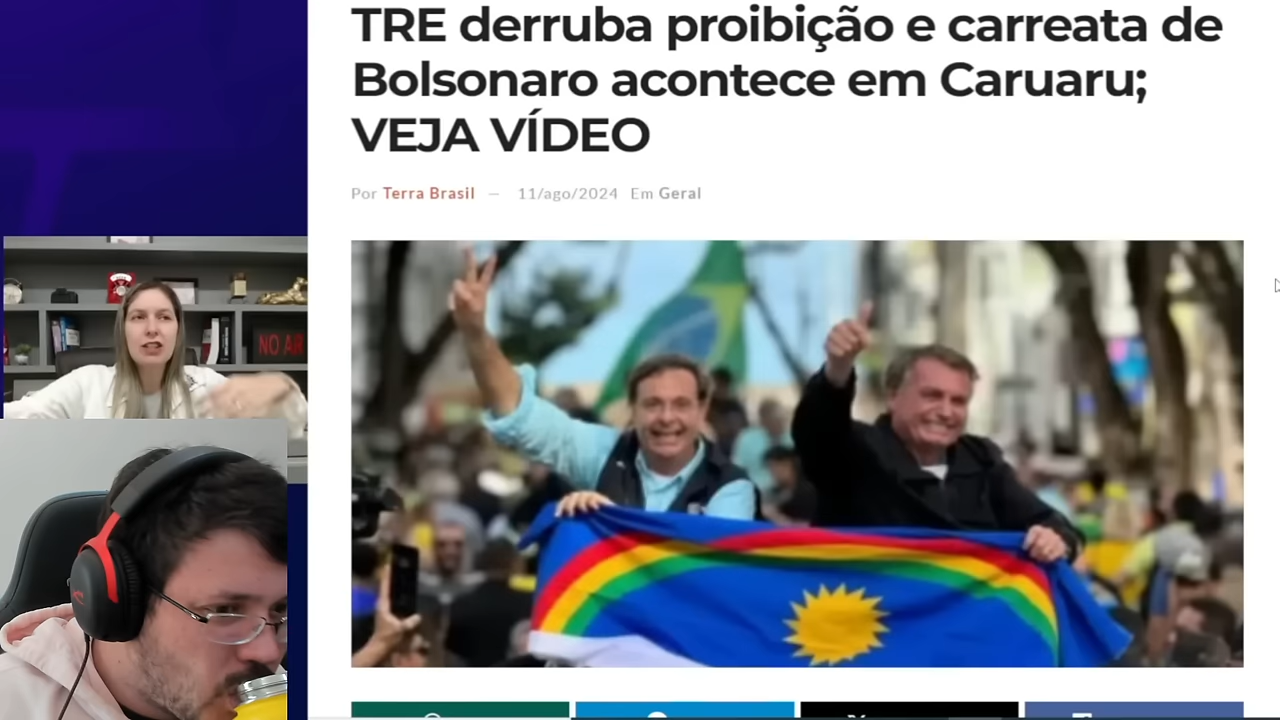 TRE derruba proibição e carreata de
Bolsonaro acontece em Caruaru;
VEJA VÍDEO
Por Terra Brasil — 11/ago/2024 Em Geral
NO AR